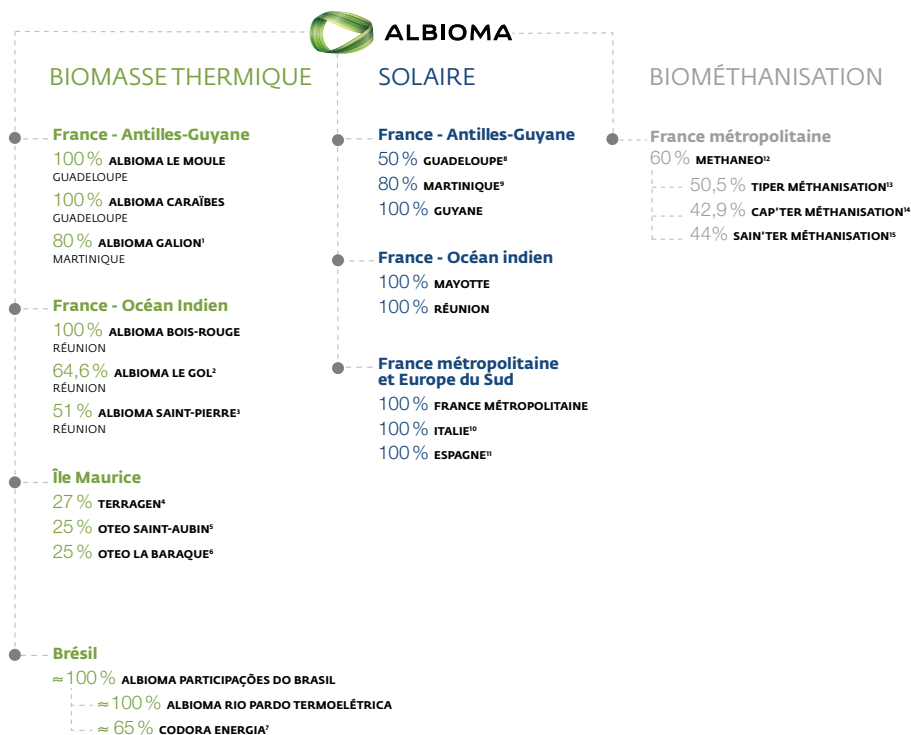 ALBIOMA
BIOMASSE THERMIQUE
France - Antilles-Guyane
100 % ALBIOMA LE MOULE
GUADELOUPE
100 % ALBIOMA CARAÏBES
GUADELOUPE
80 % ALBIOMA GALION¹
MARTINIQUE
France - Océan Indien
100 % ALBIOMA BOIS-ROUGE
RÉUNION
64,6 % ALBIOMA LE GOL²
RÉUNION
51 % ALBIOMA SAINT-PIERRE³
RÉUNION
Île Maurice
27 % TERRAGEN⁴
25 % OTEO SAINT-AUBIN⁵
25 % OTEO LA BARAQUE⁶
Brésil
≈ 100 % ALBIOMA PARTICIPAÇÕES DO BRASIL
≈ 100 % ALBIOMA RIO PARDO TERMOELÉTRICA
≈ 65 % CODORA ENERGIA⁷
SOLAIRE
France - Antilles-Guyane
50 % GUADELOUPE⁸
80 % MARTINIQUE⁹
100 % GUYANE
France - Océan indien
100 % MAYOTTE
100 % RÉUNION
France métropolitaine
et Europe du Sud
100 % FRANCE MÉTROPOLITAINE
100 % ITALIE¹⁰
100 % ESPAGNE¹¹
BIOMÉTHANISATION
France métropolitaine
60 % METHANEO¹²
50,5 % TIPER MÉTHANISATION¹³
42,9 % CAP'TER MÉTHANISATION¹⁴
44% SAIN'TER MÉTHANISATION¹⁵